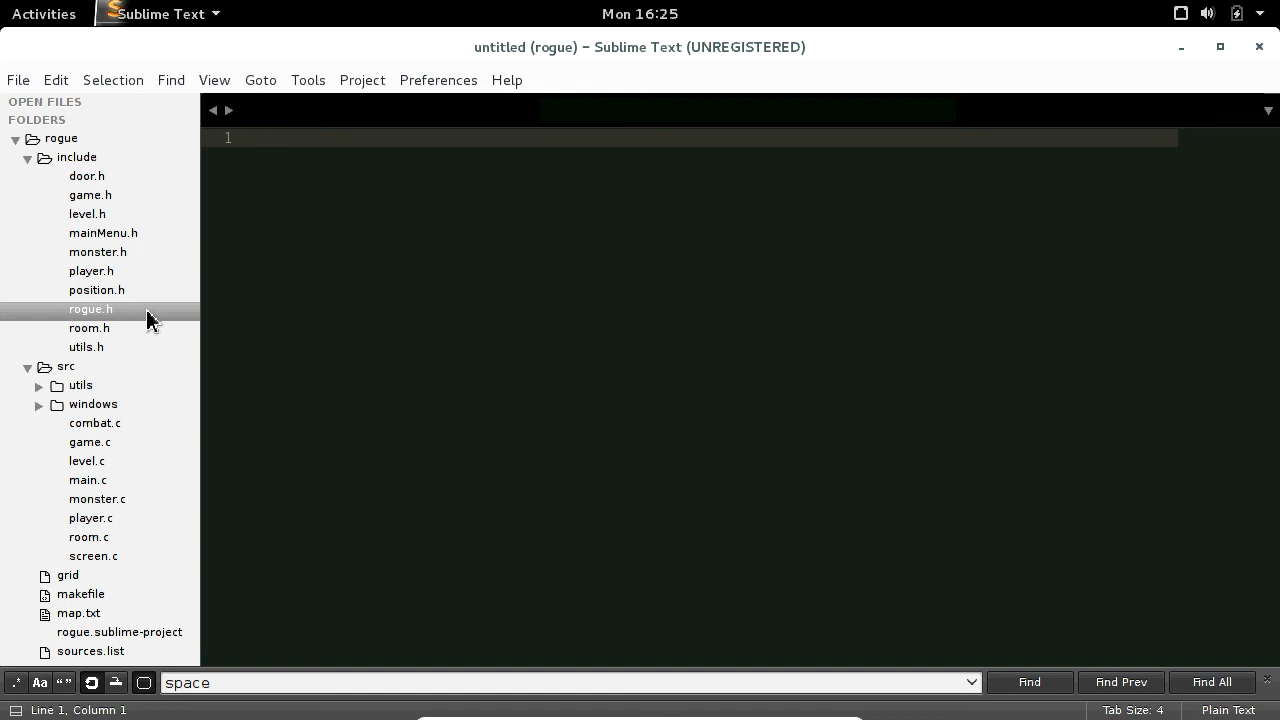 Activities Sublime Text Mon 16:25
untitled (rogue) – Sublime Text (UNREGISTERED)
File Edit Selection Find View Goto Tools Project Preferences Help
OPEN FILES
FOLDERS
rogue
include
door.h
game.h
level.h
mainMenu.h
monster.h
player.h
position.h
rogue.h
room.h
utils.h
src
utils
windows
combat.c
game.c
level.c
main.c
monster.c
player.c
room.c
screen.c
grid
makefile
map.txt
rogue.sublime-project
sources.list
1
.* Aa “” space Find Find Prev Find All
Line 1, Column 1 Tab Size: 4 Plain Text